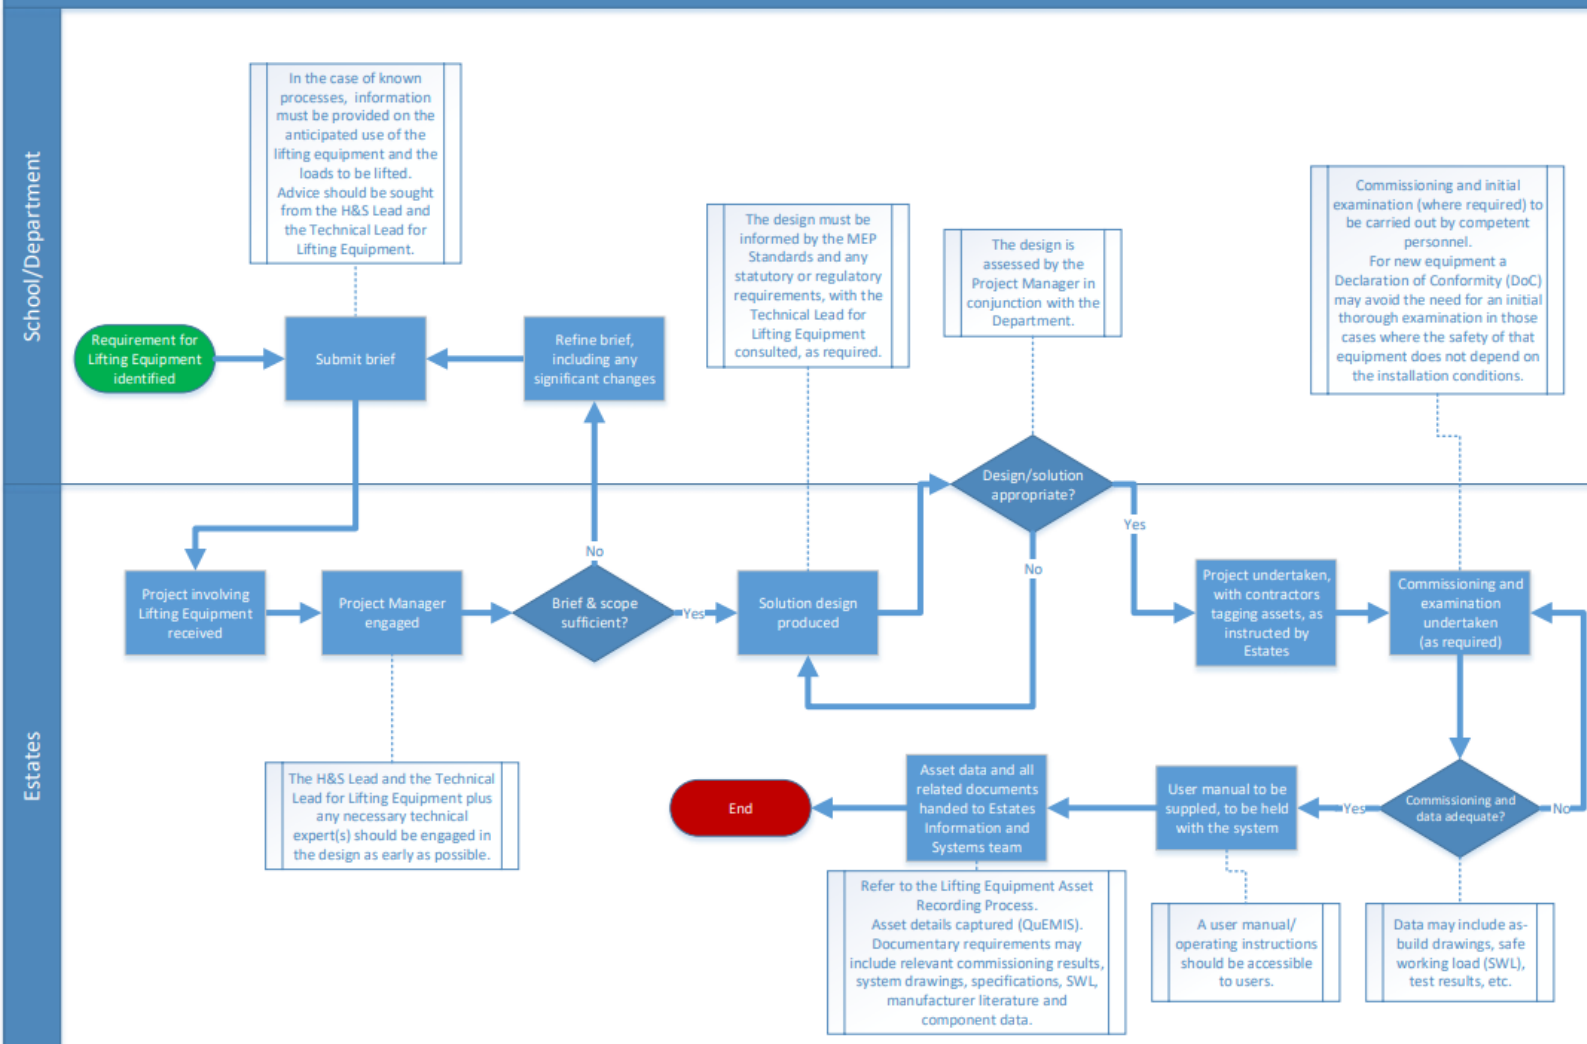 School/Department
In the case of known
processes, information
must be provided on the
anticipated use of the
lifting equipment and the
loads to be lifted.
Advice should be sought
from the H&S Lead and
the Technical Lead for
Lifting Equipment.
The design must be
informed by the MEP
Standards and any
statutory or regulatory
requirements, with the
Technical Lead for
Lifting Equipment
consulted, as required.
The design is
assessed by the
Project Manager in
conjunction with the
Department.
Commissioning and initial
examination (where required) to
be carried out by competent
personnel.
For new equipment a
Declaration of Conformity (DoC)
may avoid the need for an initial
thorough examination in those
cases where the safety of that
equipment does not depend on
the installation conditions.
Requirement for
Lifting Equipment
identified
Submit brief
Refine brief,
including any
significant changes
Design/solution
appropriate?
Yes
No
No
Estates
Project involving
Lifting Equipment
received
Project Manager
engaged
Brief & scope
sufficient?
Yes
Solution design
produced
Project undertaken,
with contractors
tagging assets, as
instructed by
Estates
Commissioning and
examination
undertaken
(as required)
The H&S Lead and the Technical
Lead for Lifting Equipment plus
any necessary technical
expert(s) should be engaged in
the design as early as possible.
End
Asset data and all
related documents
handed to Estates
Information and
Systems team
User manual to be
suppled, to be held
with the system
Yes
Commissioning and
data adequate?
No
Refer to the Lifting Equipment Asset
Recording Process.
Asset details captured (QuEMIS).
Documentary requirements may
include relevant commissioning results,
system drawings, specifications, SWL,
manufacturer literature and
component data.
A user manual/
operating instructions
should be accessible
to users.
Data may include as-
build drawings, safe
working load (SWL),
test results, etc.